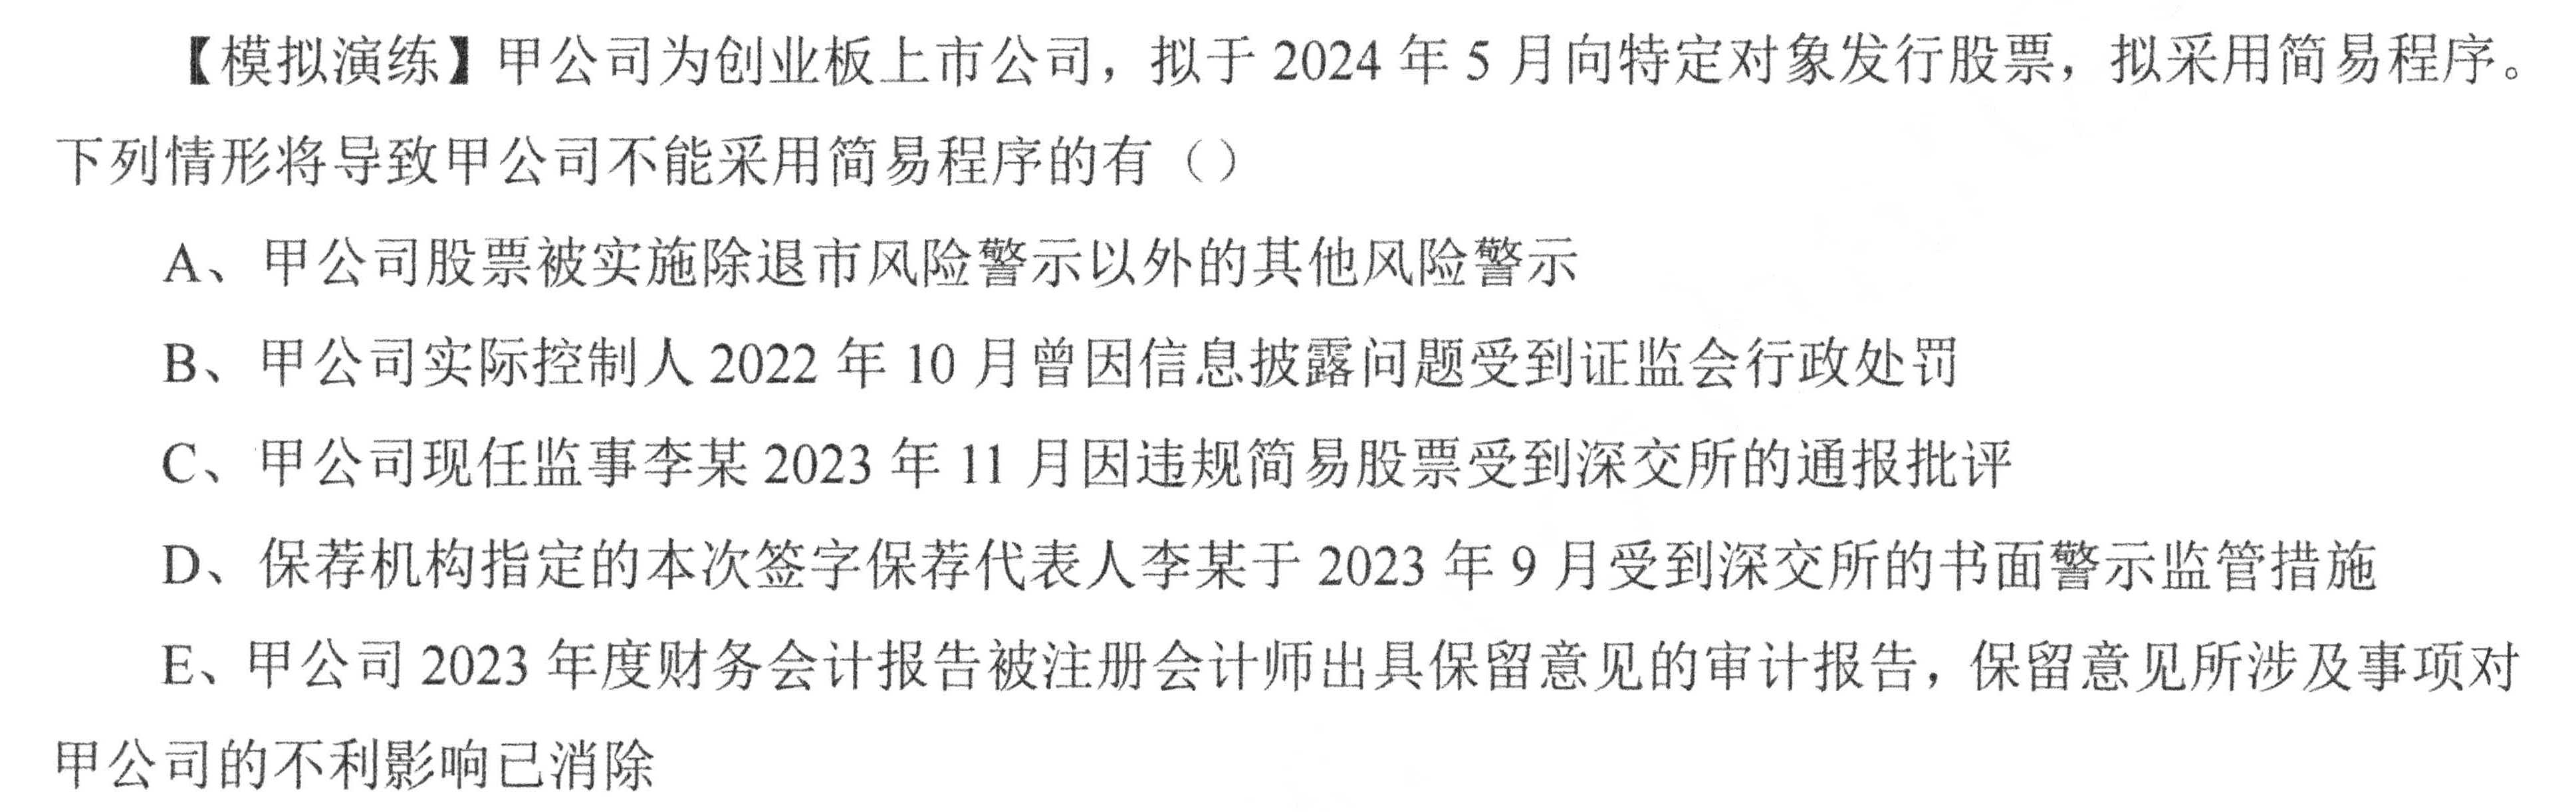 【模拟演练】甲公司为创业板上市公司，拟于 2024 年 5 月向特定对象发行股票，拟采用简易程序。
下列情形将导致甲公司不能采用简易程序的有（）
A、甲公司股票被实施除退市风险警示以外的其他风险警示
B、甲公司实际控制人 2022 年 10 月曾因信息披露问题受到证监会行政处罚
C、甲公司现任监事李某 2023 年 11 月因违规简易股票受到深交所的通报批评
D、保荐机构指定的本次签字保荐代表人李某于 2023 年 9 月受到深交所的书面警示监管措施
E、甲公司 2023 年度财务会计报告被注册会计师出具保留意见的审计报告，保留意见所涉及事项对
甲公司的不利影响已消除